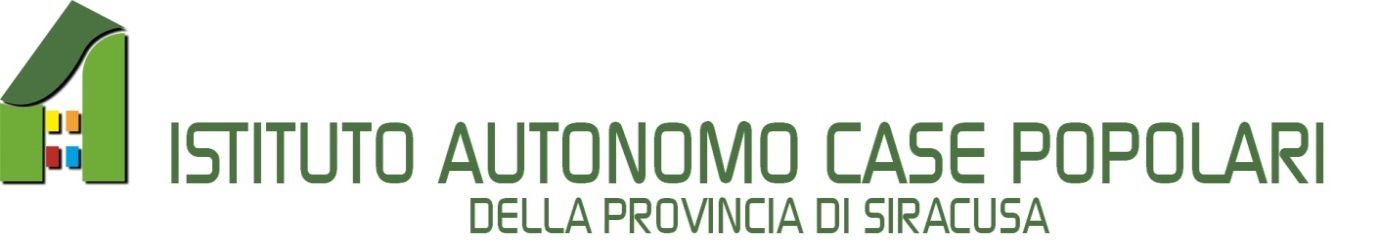 ISTITUTO AUTONOMO CASE POPOLARI
DELLA PROVINCIA DI SIRACUSA